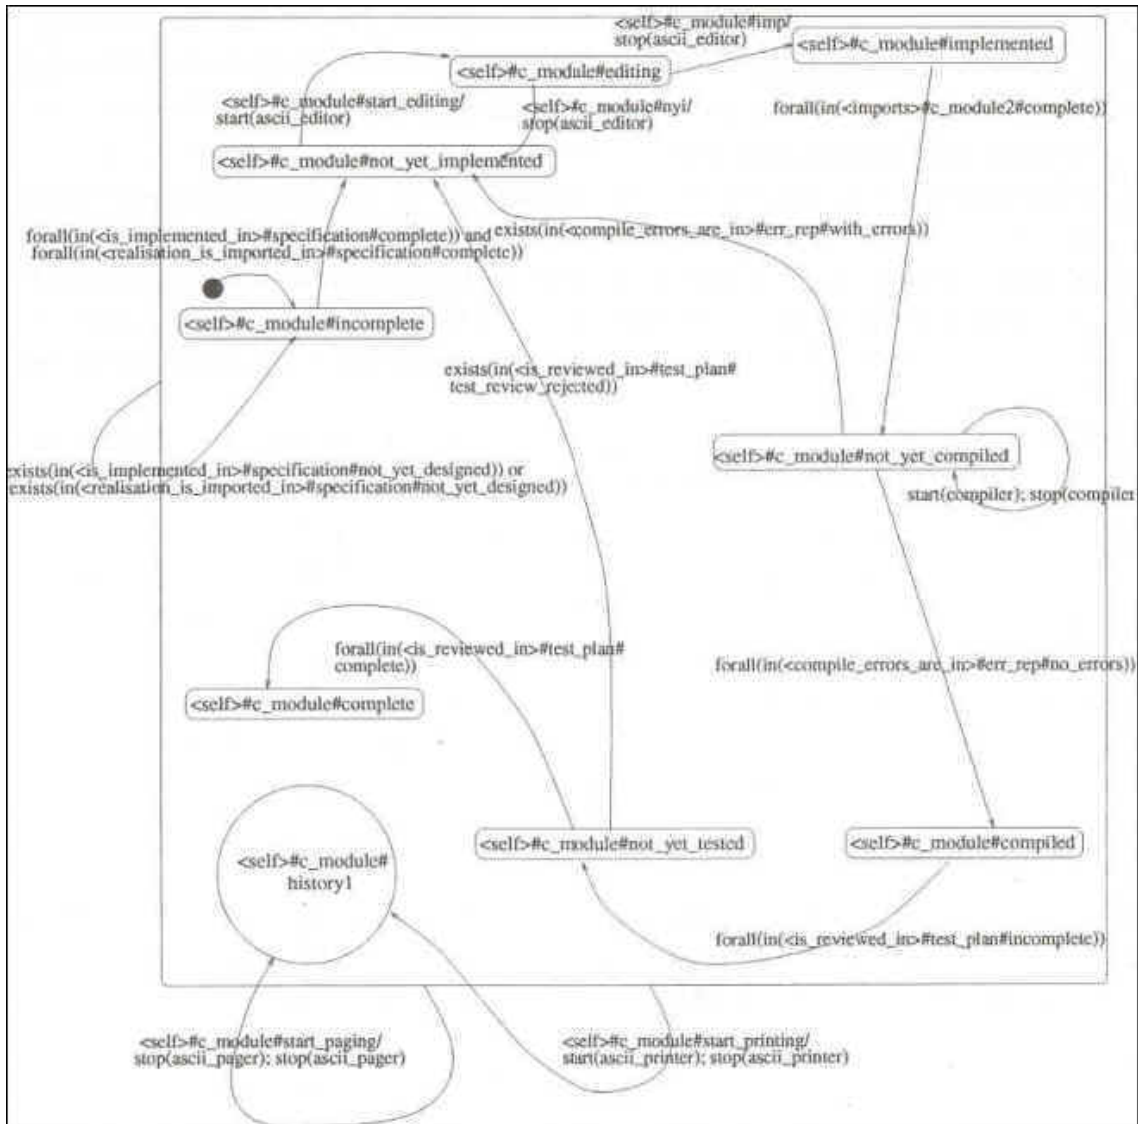 <self>#c_module#imp/
stop(ascii_editor)
<self>#c_module#implemented
<self>#c_module#editing
<self>#c_module#start_editing/
start(ascii_editor)
<self>#c_module#nyi/
stop(ascii_editor)
forall(in(<imports>#c_module2#complete))
<self>#c_module#not_yet_implemented
forall(in(<is_implemented_in>#specification#complete)) and
forall(in(<realisation_is_imported_in>#specification#complete))
exists(in(<compile_errors_are_in>#err_rep#with_errors))
<self>#c_module#incomplete
exists(in(<is_reviewed_in>#test_plan#
test_review_rejected))
<self>#c_module#not_yet_compiled
exists(in(<is_implemented_in>#specification#not_yet_designed)) or
exists(in(<realisation_is_imported_in>#specification#not_yet_designed))
start(compiler); stop(compiler
forall(in(<is_reviewed_in>#test_plan#
complete))
forall(in(<compile_errors_are_in>#err_rep#no_errors))
<self>#c_module#complete
<self>#c_module#not_yet_tested
<self>#c_module#compiled
<self>#c_module#
history1
forall(in(<is_reviewed_in>#test_plan#incomplete))
<self>#c_module#start_paging/
stop(ascii_pager); stop(ascii_pager)
<self>#c_module#start_printing/
start(ascii_printer); stop(ascii_printer)